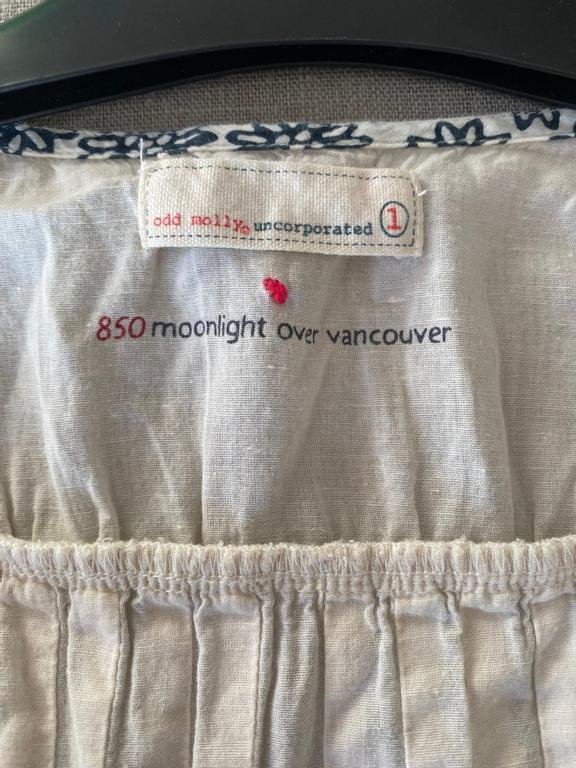 odd molly© uncorporated 1
850 moonlight over vancouver